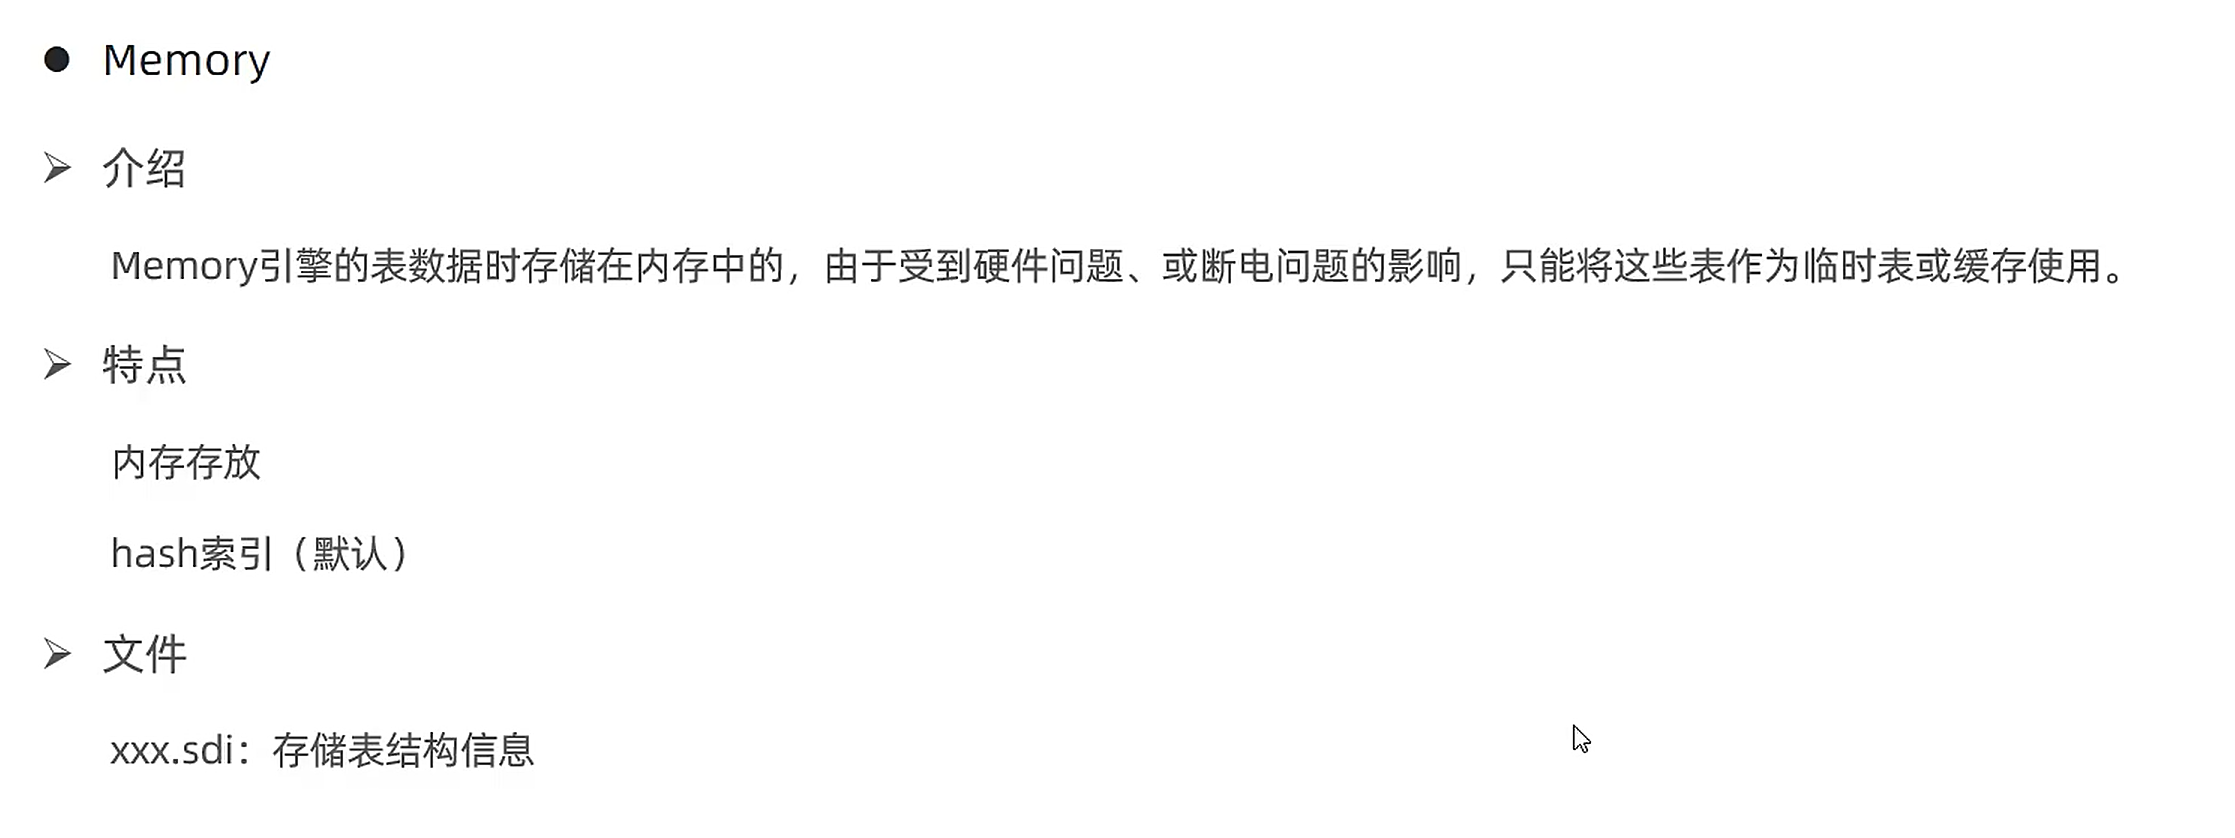 ● Memory
➢ 介绍
Memory引擎的表数据时存储在内存中的，由于受到硬件问题、或断电问题的影响，只能将这些表作为临时表或缓存使用。
➢ 特点
内存存放
hash索引（默认）
➢ 文件
xxx.sdi：存储表结构信息